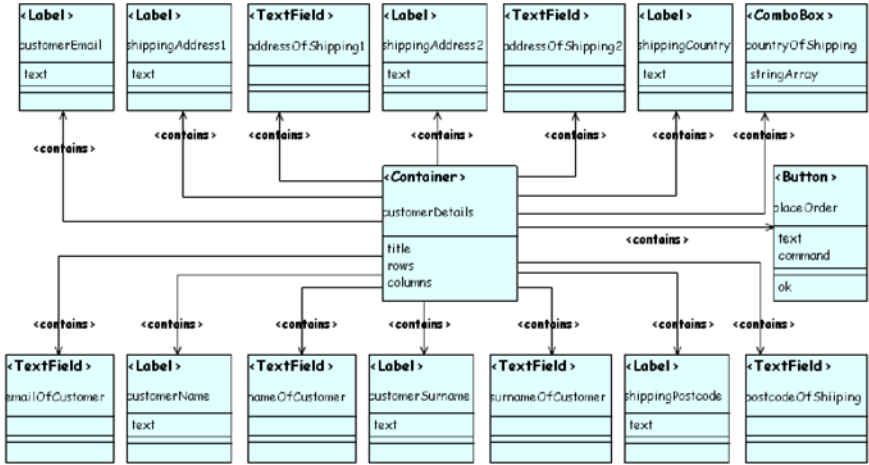 <Label>
customerEmail
text
<Label>
shippingAddress1
text
<TextField>
addressOfShipping1
<Label>
shippingAddress2
text
<TextField>
addressOfShipping2
<Label>
shippingCountry
text
<ComboBox>
countryOfShipping
stringArray
<contains>
<contains>
<contains>
<contains>
<contains>
<contains>
<contains>
<Container>
customerDetails
title
rows
columns
<contains>
<Button>
placeOrder
text
command
ok
<contains>
<contains>
<contains>
<contains>
<contains>
<contains>
<contains>
<TextField>
emailOfCustomer
<Label>
customerName
text
<TextField>
nameOfCustomer
<Label>
customerSurname
text
<TextField>
surnameOfCustomer
<Label>
shippingPostcode
text
<TextField>
postcodeOfShiiping